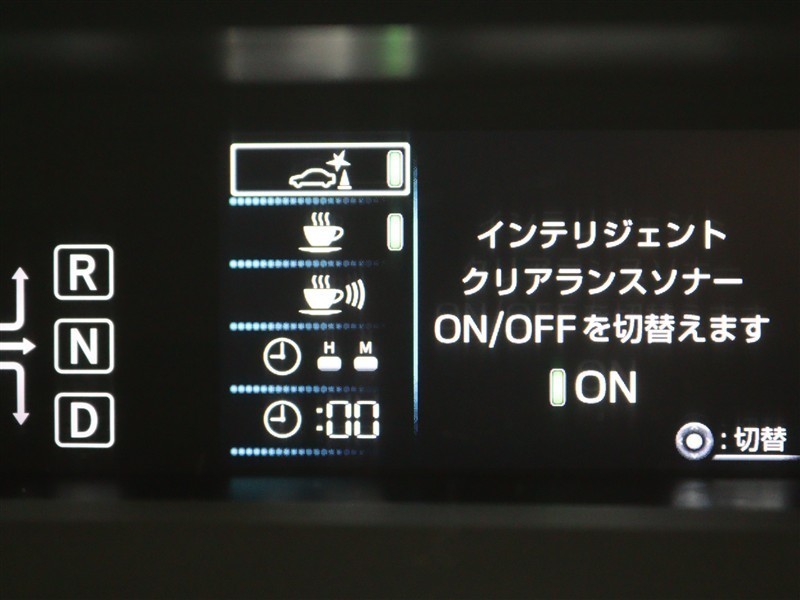 R
N
D
H M
:00
インテリジェント
クリアランスソナー
ON/OFFを切替えます
ON
:切替